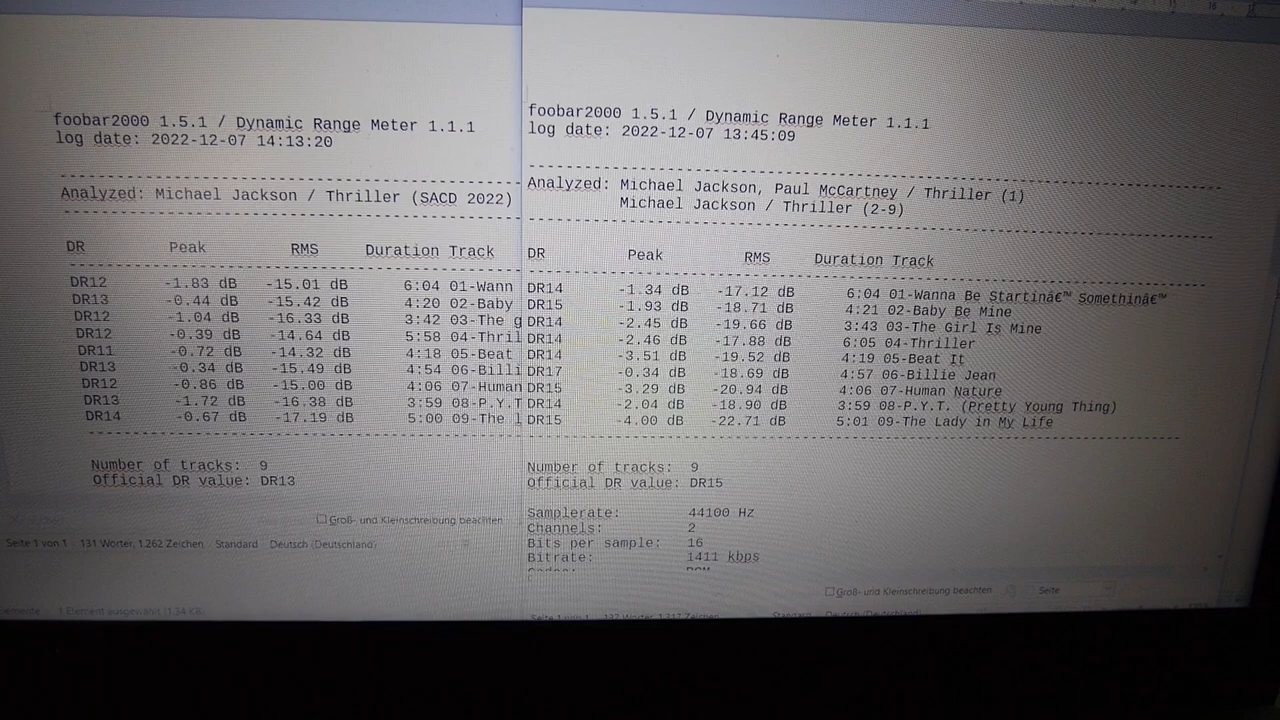 foobar2000 1.5.1 / Dynamic Range Meter 1.1.1
log date: 2022-12-07 14:13:20
--------------------------------------------------
Analyzed: Michael Jackson / Thriller (SACD 2022)
--------------------------------------------------
DR Peak RMS Duration Track
--------------------------------------------------
DR12 -1.83 dB -15.01 dB 6:04 01-Wann
DR13 -0.44 dB -15.42 dB 4:20 02-Baby
DR12 -1.04 dB -16.33 dB 3:42 03-The g
DR12 -0.39 dB -14.64 dB 5:58 04-Thril
DR11 -0.72 dB -14.32 dB 4:18 05-Beat
DR13 -0.34 dB -15.49 dB 4:54 06-Billi
DR12 -0.86 dB -15.00 dB 4:06 07-Human
DR13 -1.72 dB -16.38 dB 3:59 08-P.Y.T
DR14 -0.67 dB -17.19 dB 5:00 09-The l
--------------------------------------------------
Number of tracks: 9
Official DR value: DR13
Groß- und Kleinschreibung beachten
Seite 1 von 1 131 Wörter, 1.262 Zeichen Standard Deutsch (Deutschland)
1 Element ausgewählt (1,34 KB
foobar2000 1.5.1 / Dynamic Range Meter 1.1.1
log date: 2022-12-07 13:45:09
--------------------------------------------------
Analyzed: Michael Jackson, Paul McCartney / Thriller (1)
Michael Jackson / Thriller (2-9)
--------------------------------------------------
DR Peak RMS Duration Track
--------------------------------------------------
DR14 -1.34 dB -17.12 dB 6:04 01-Wanna Be Startinâ€™ Somethinâ€™
DR15 -1.93 dB -18.71 dB 4:21 02-Baby Be Mine
DR14 -2.45 dB -19.66 dB 3:43 03-The Girl Is Mine
DR14 -2.46 dB -17.88 dB 6:05 04-Thriller
DR14 -3.51 dB -19.52 dB 4:19 05-Beat It
DR17 -0.34 dB -18.69 dB 4:57 06-Billie Jean
DR15 -3.29 dB -20.94 dB 4:06 07-Human Nature
DR14 -2.04 dB -18.90 dB 3:59 08-P.Y.T. (Pretty Young Thing)
DR15 -4.00 dB -22.71 dB 5:01 09-The Lady in My Life
--------------------------------------------------
Number of tracks: 9
Official DR value: DR15
Samplerate: 44100 Hz
Channels: 2
Bits per sample: 16
Bitrate: 1411 kbps
Groß- und Kleinschreibung beachten Seite